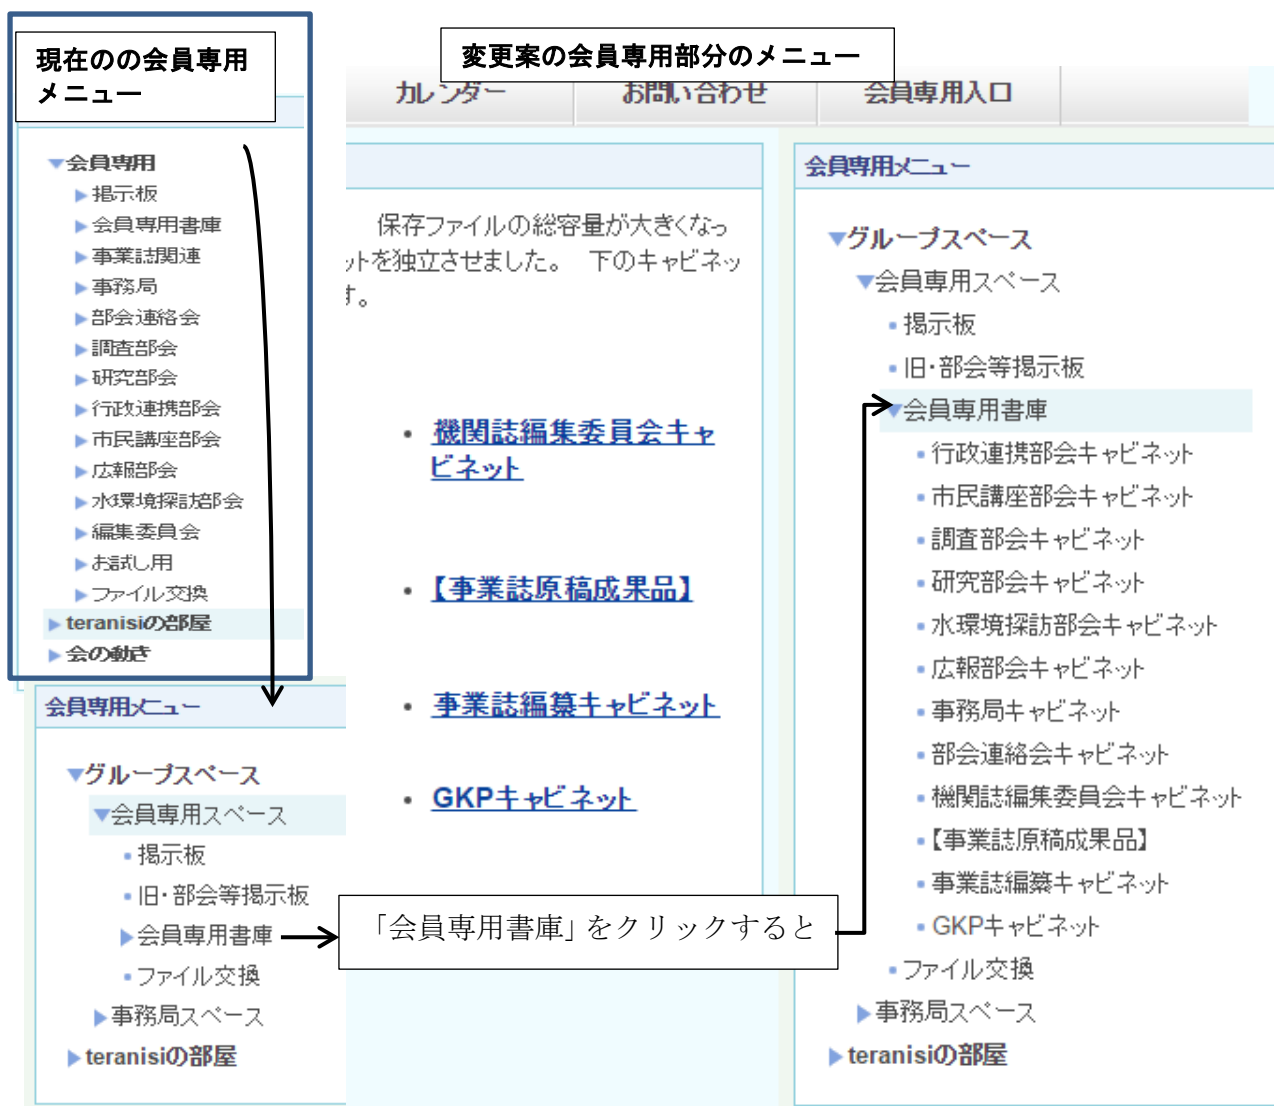 現在のの会員専用
メニュー
▼会員専用
▶掲示板
▶会員専用書庫
▶事業誌関連
▶事務局
▶部会連絡会
▶調査部会
▶研究部会
▶行政連携部会
▶市民講座部会
▶広報部会
▶水環境探訪部会
▶編集委員会
▶お試し用
▶ファイル交換
▶teranisiの部屋
▶会の動き
会員専用メニュー
▼グループスペース
▼会員専用スペース
・掲示板
・旧・部会等掲示板
▶会員専用書庫
・ファイル交換
▶事務局スペース
▶teranisiの部屋
変更案の会員専用部分のメニュー
カレンダー お問い合わせ 会員専用入口
保存ファイルの総容量が大きくなっ
ットを独立させました。 下のキャビネッ
す。
・機関誌編集委員会キャ
ビネット
・【事業誌原稿成果品】
・事業誌編纂キャビネット
・GKPキャビネット
「会員専用書庫」をクリックすると
会員専用メニュー
▼グループスペース
▼会員専用スペース
・掲示板
・旧・部会等掲示板
▼会員専用書庫
・行政連携部会キャビネット
・市民講座部会キャビネット
・調査部会キャビネット
・研究部会キャビネット
・水環境探訪部会キャビネット
・広報部会キャビネット
・事務局キャビネット
・部会連絡会キャビネット
・機関誌編集委員会キャビネット
・【事業誌原稿成果品】
・事業誌編纂キャビネット
・GKPキャビネット
・ファイル交換
▶事務局スペース
▶teranisiの部屋